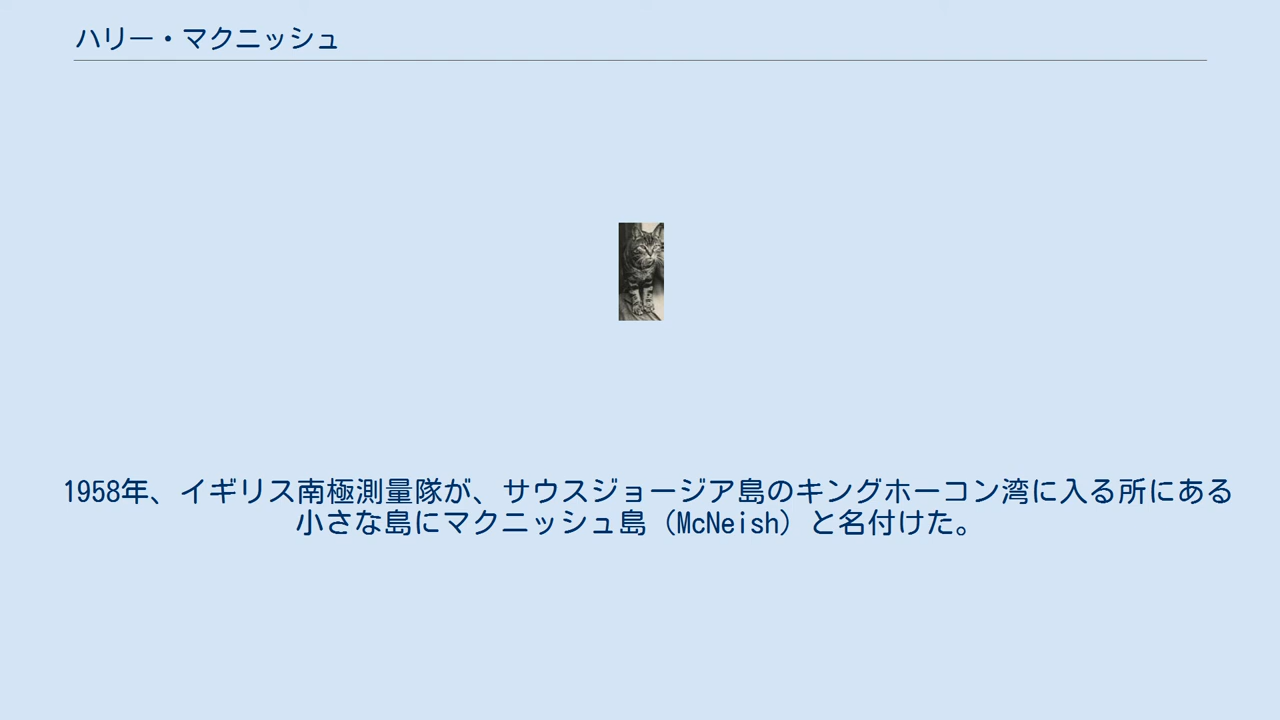 ハリー・マクニッシュ
1958年、イギリス南極測量隊が、サウスジョージア島のキングホーコン湾に入る所にある
小さな島にマクニッシュ島（McNeish）と名付けた。